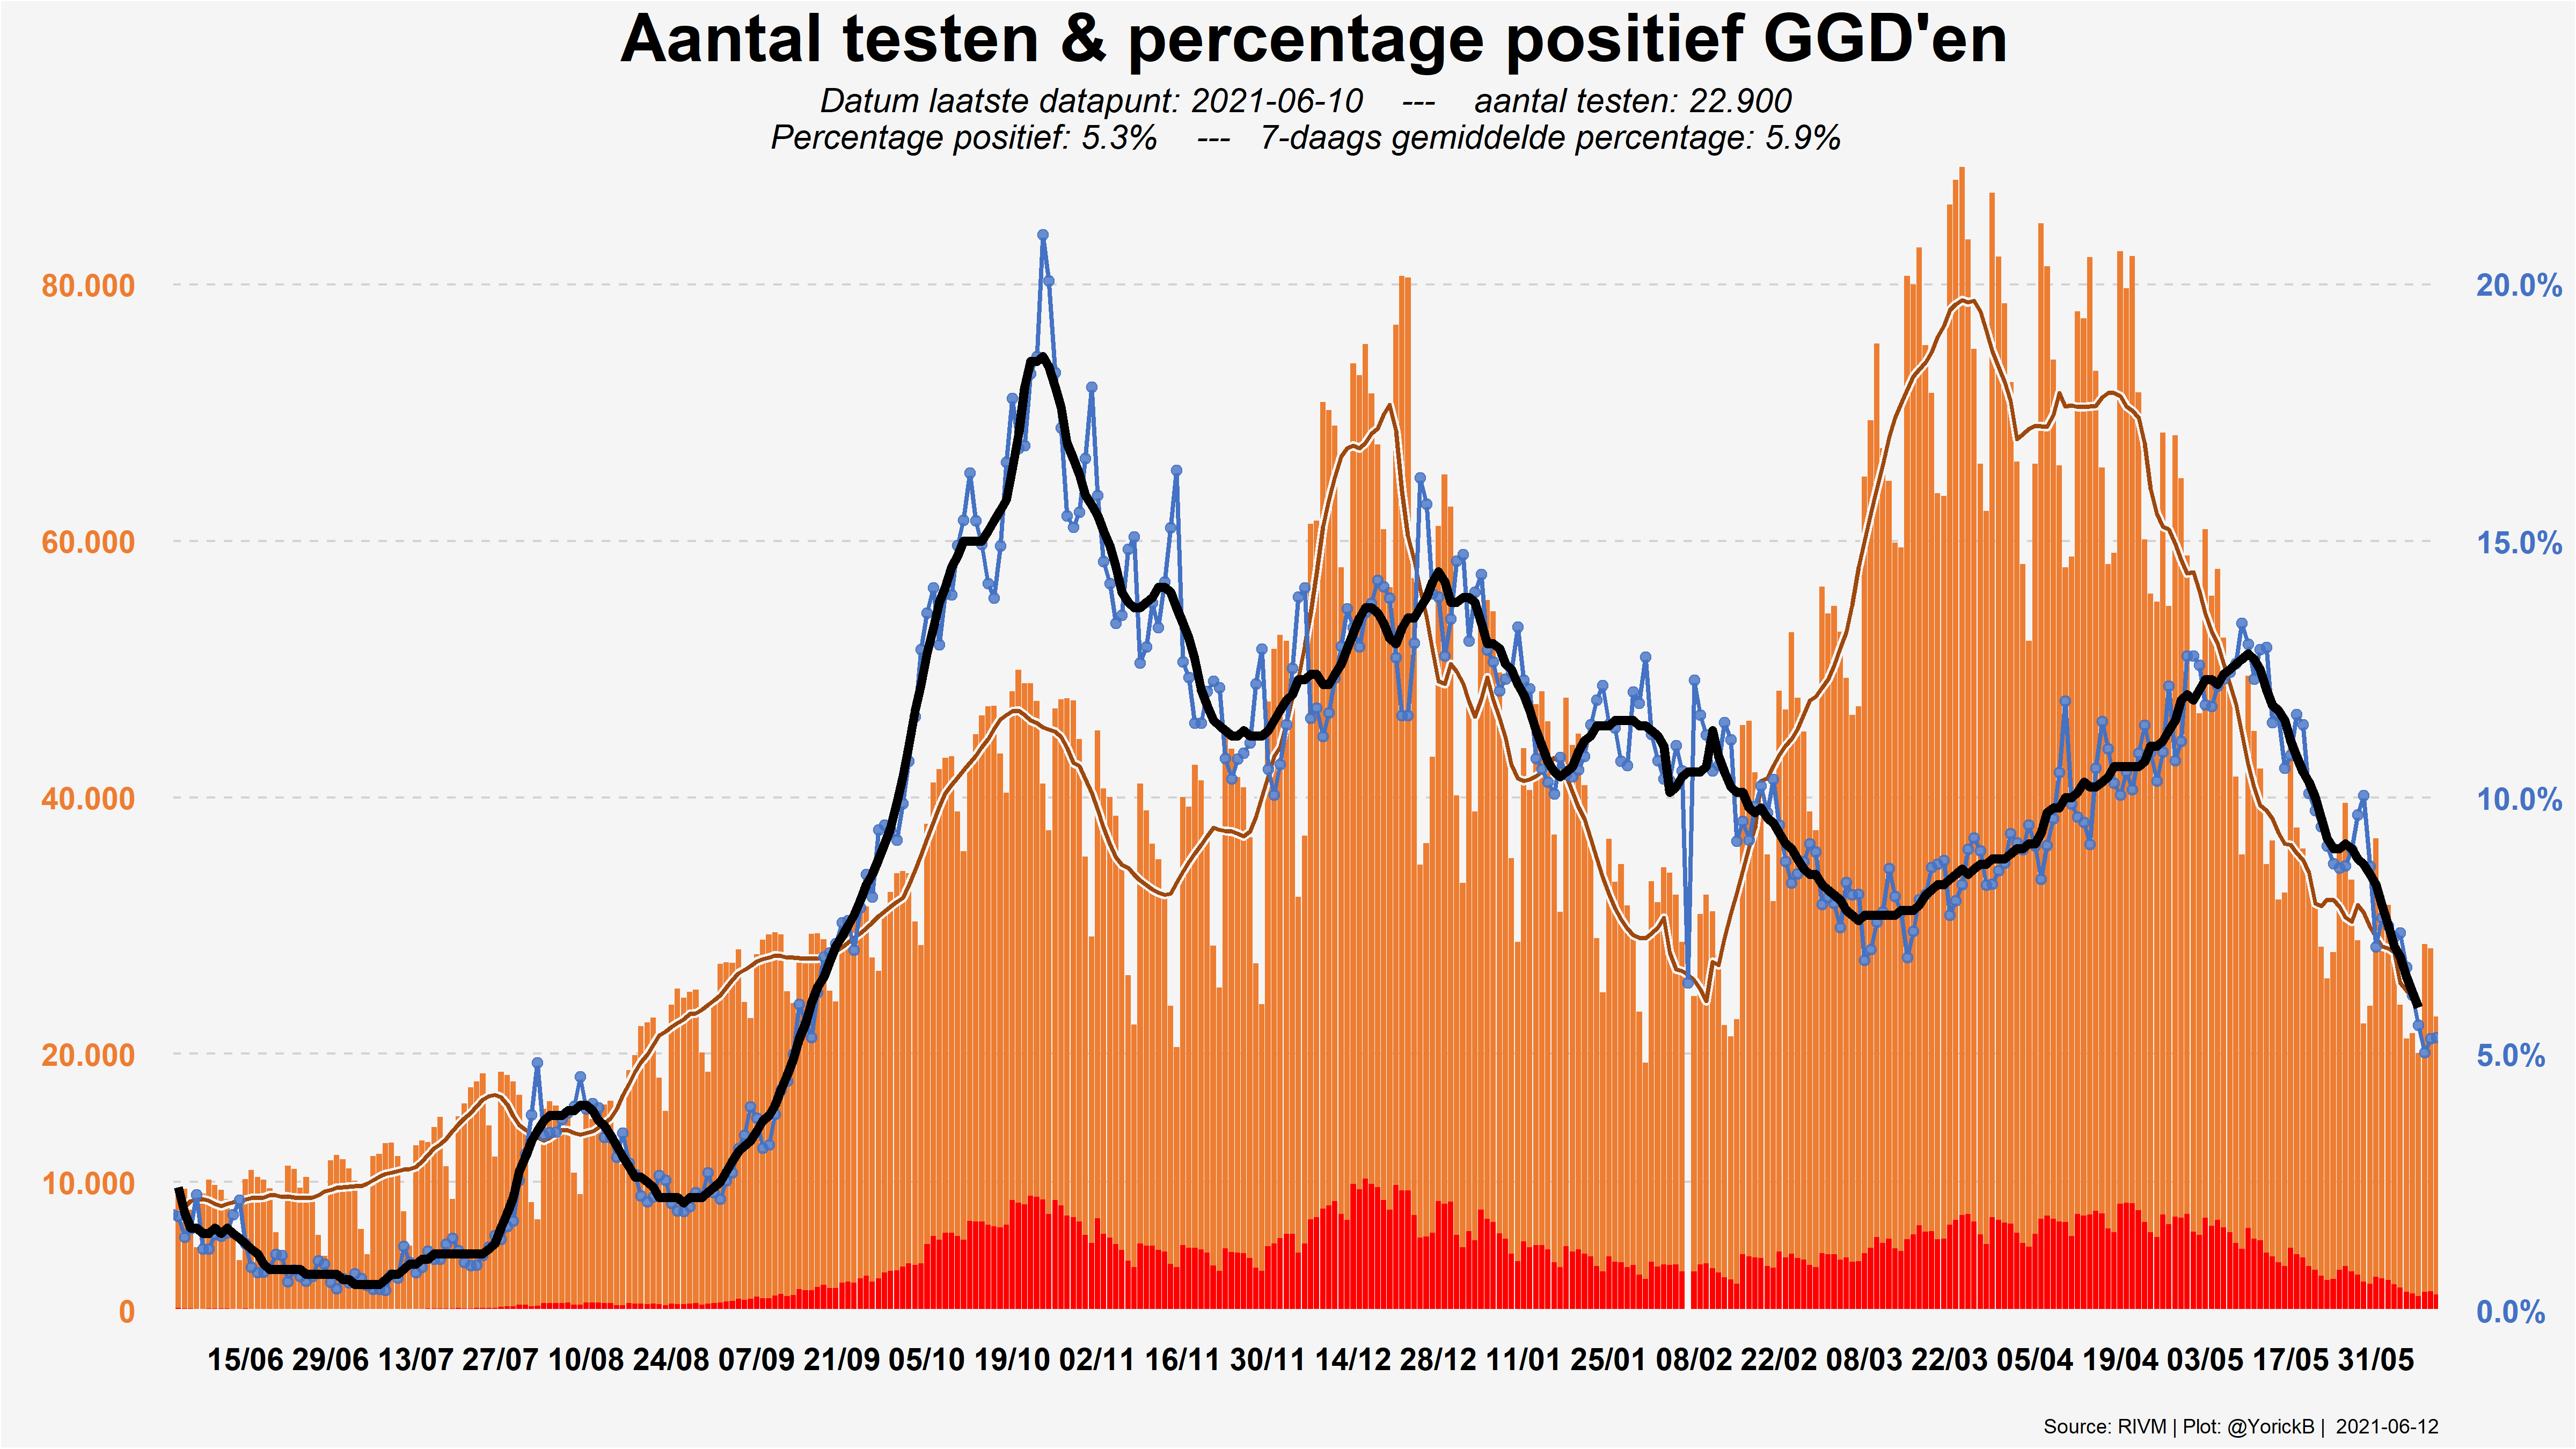 Aantal testen & percentage positief GGD'en
Datum laatste datapunt: 2021-06-10 --- aantal testen: 22.900
Percentage positief: 5.3% --- 7-daags gemiddelde percentage: 5.9%
80.000 20.0%
60.000 15.0%
40.000 10.0%
20.000 5.0%
10.000
0 0.0%
15/06 29/06 13/07 27/07 10/08 24/08 07/09 21/09 05/10 19/10 02/11 16/11 30/11 14/12 28/12 11/01 25/01 08/02 22/02 08/03 22/03 05/04 19/04 03/05 17/05 31/05
Source: RIVM | Plot: @YorickB | 2021-06-12